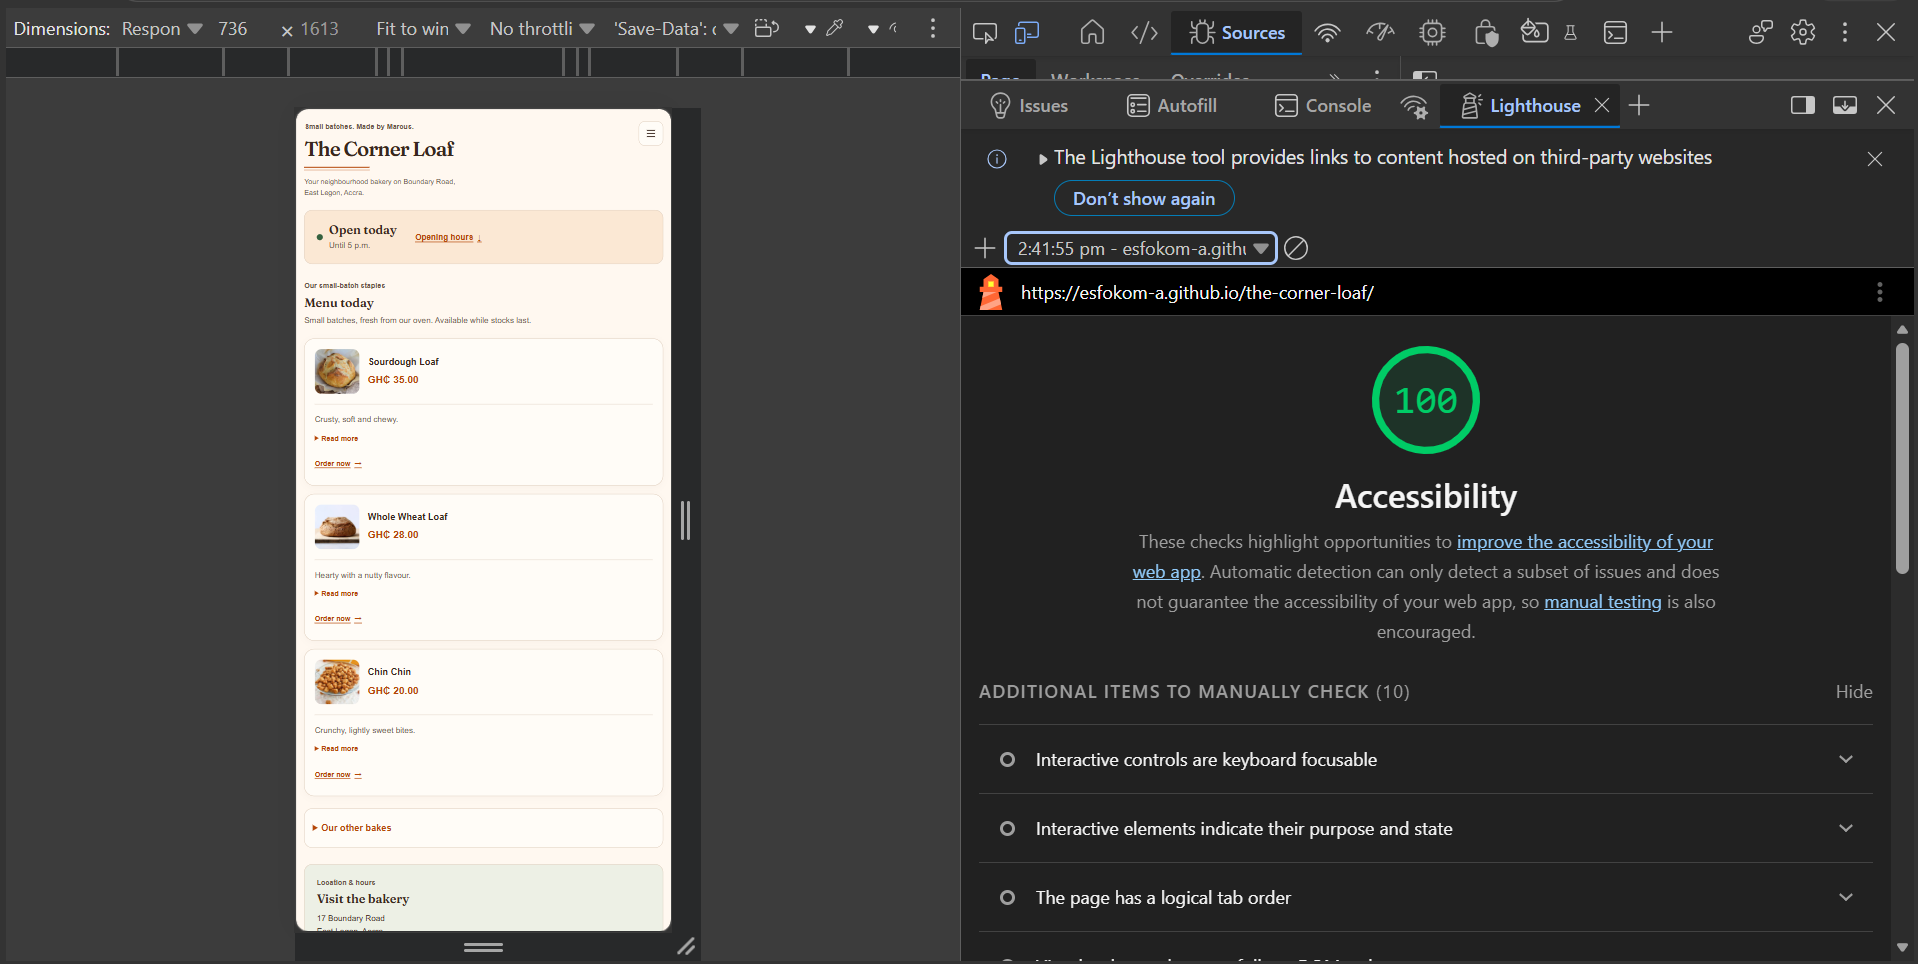 Dimensions: Respon 736 × 1613 Fit to win No throttli 'Save-Data': c
Small batches. Made by Marous.
The Corner Loaf
Your neighbourhood bakery on Boundary Road,
East Legon, Accra.
Open today
Until 5 p.m.
Opening hours ↓
Our small-batch staples
Menu today
Small batches, fresh from our oven. Available while stocks last.
Sourdough Loaf
GH₵ 35.00
Crusty, soft and chewy.
Read more
Order now →
Whole Wheat Loaf
GH₵ 28.00
Hearty with a nutty flavour.
Read more
Order now →
Chin Chin
GH₵ 20.00
Crunchy, lightly sweet bites.
Read more
Order now →
Our other bakes
Location & hours
Visit the bakery
17 Boundary Road
East Legon, Accra
Sources
Page Workspace Overrides
Issues Autofill Console Lighthouse
The Lighthouse tool provides links to content hosted on third-party websites
Don't show again
2:41:55 pm - esfokom-a.githu
https://esfokom-a.github.io/the-corner-loaf/
100
Accessibility
These checks highlight opportunities to improve the accessibility of your
web app. Automatic detection can only detect a subset of issues and does
not guarantee the accessibility of your web app, so manual testing is also
encouraged.
ADDITIONAL ITEMS TO MANUALLY CHECK (10) Hide
Interactive controls are keyboard focusable
Interactive elements indicate their purpose and state
The page has a logical tab order